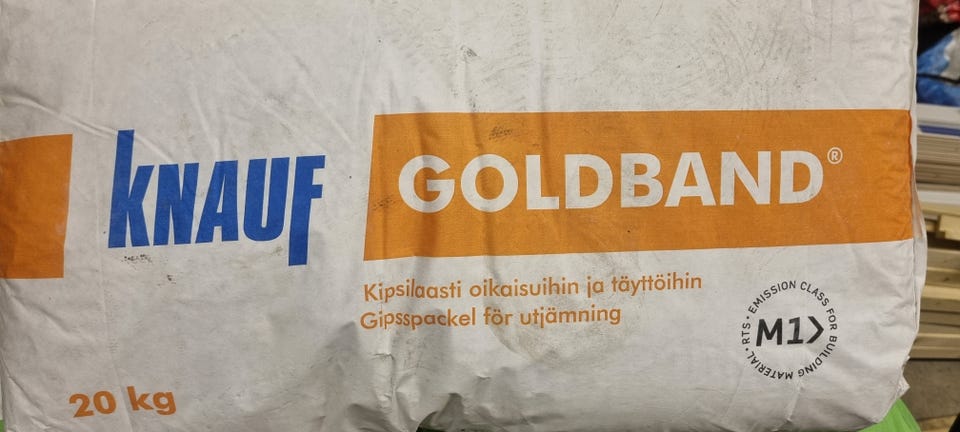 KNAUF
GOLDBAND®
Kipsilaasti oikaisuihin ja täyttöihin
Gipsspackel för utjämning
M1
RTS • EMISSION CLASS FOR BUILDING MATERIAL •
20 kg